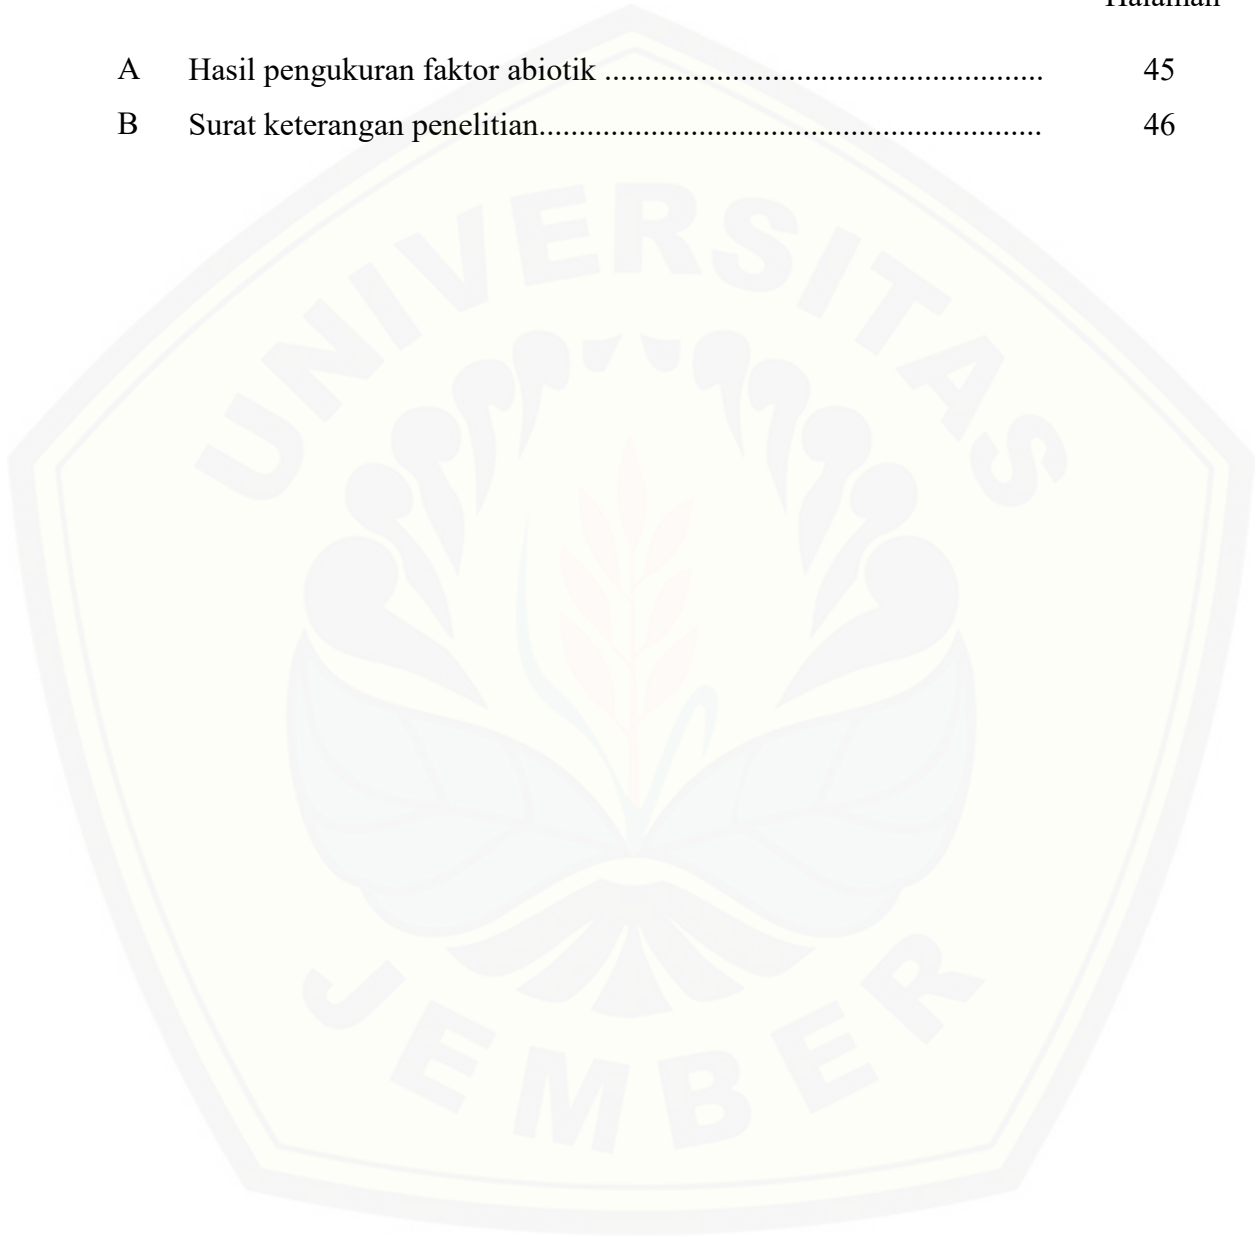 Halaman
A Hasil pengukuran faktor abiotik ....................................................... 45
B Surat keterangan penelitian............................................................... 46
UNIVERSITAS
JEMBER